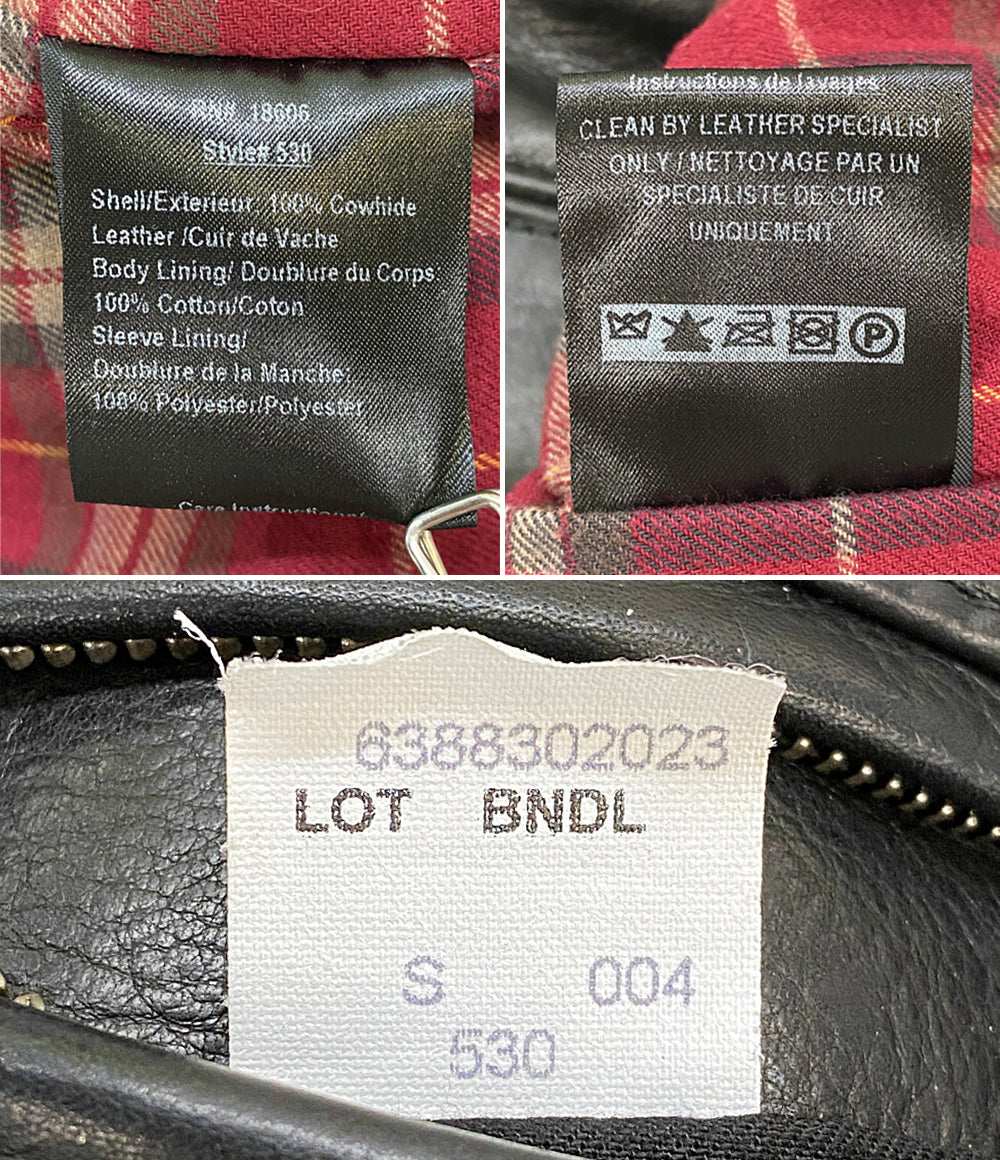 RN# 18606
Style# 530
Shell/Exterieur: 100% Cowhide
Leather /Cuir de Vache
Body Lining/ Doublure du Corps:
100% Cotton/Coton
Sleeve Lining/
Doublure de la Manche:
100% Polyester/Polyester
Care Instructions/
Instructions de lavages
CLEAN BY LEATHER SPECIALIST
ONLY / NETTOYAGE PAR UN
SPECIALISTE DE CUIR
UNIQUEMENT
P
6388302023
LOT BNDL
S 004
530